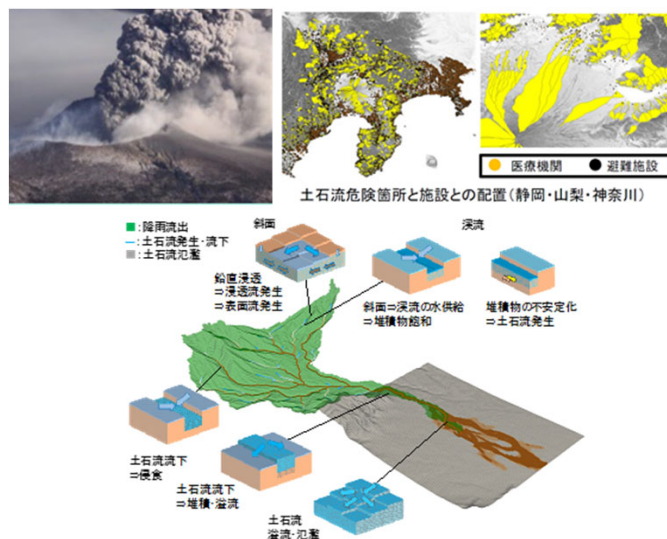 医療機関 避難施設
土石流危険箇所と施設との配置(静岡・山梨・神奈川)
:降雨流出
:土石流発生・流下
:土石流氾濫
斜面
渓流
鉛直浸透
⇒浸透流発生
⇒表面流発生
斜面⇒渓流の水供給
⇒堆積物飽和
堆積物の不安定化
⇒土石流発生
土石流流下
⇒侵食
土石流流下
⇒堆積・溢流
土石流
溢流・氾濫